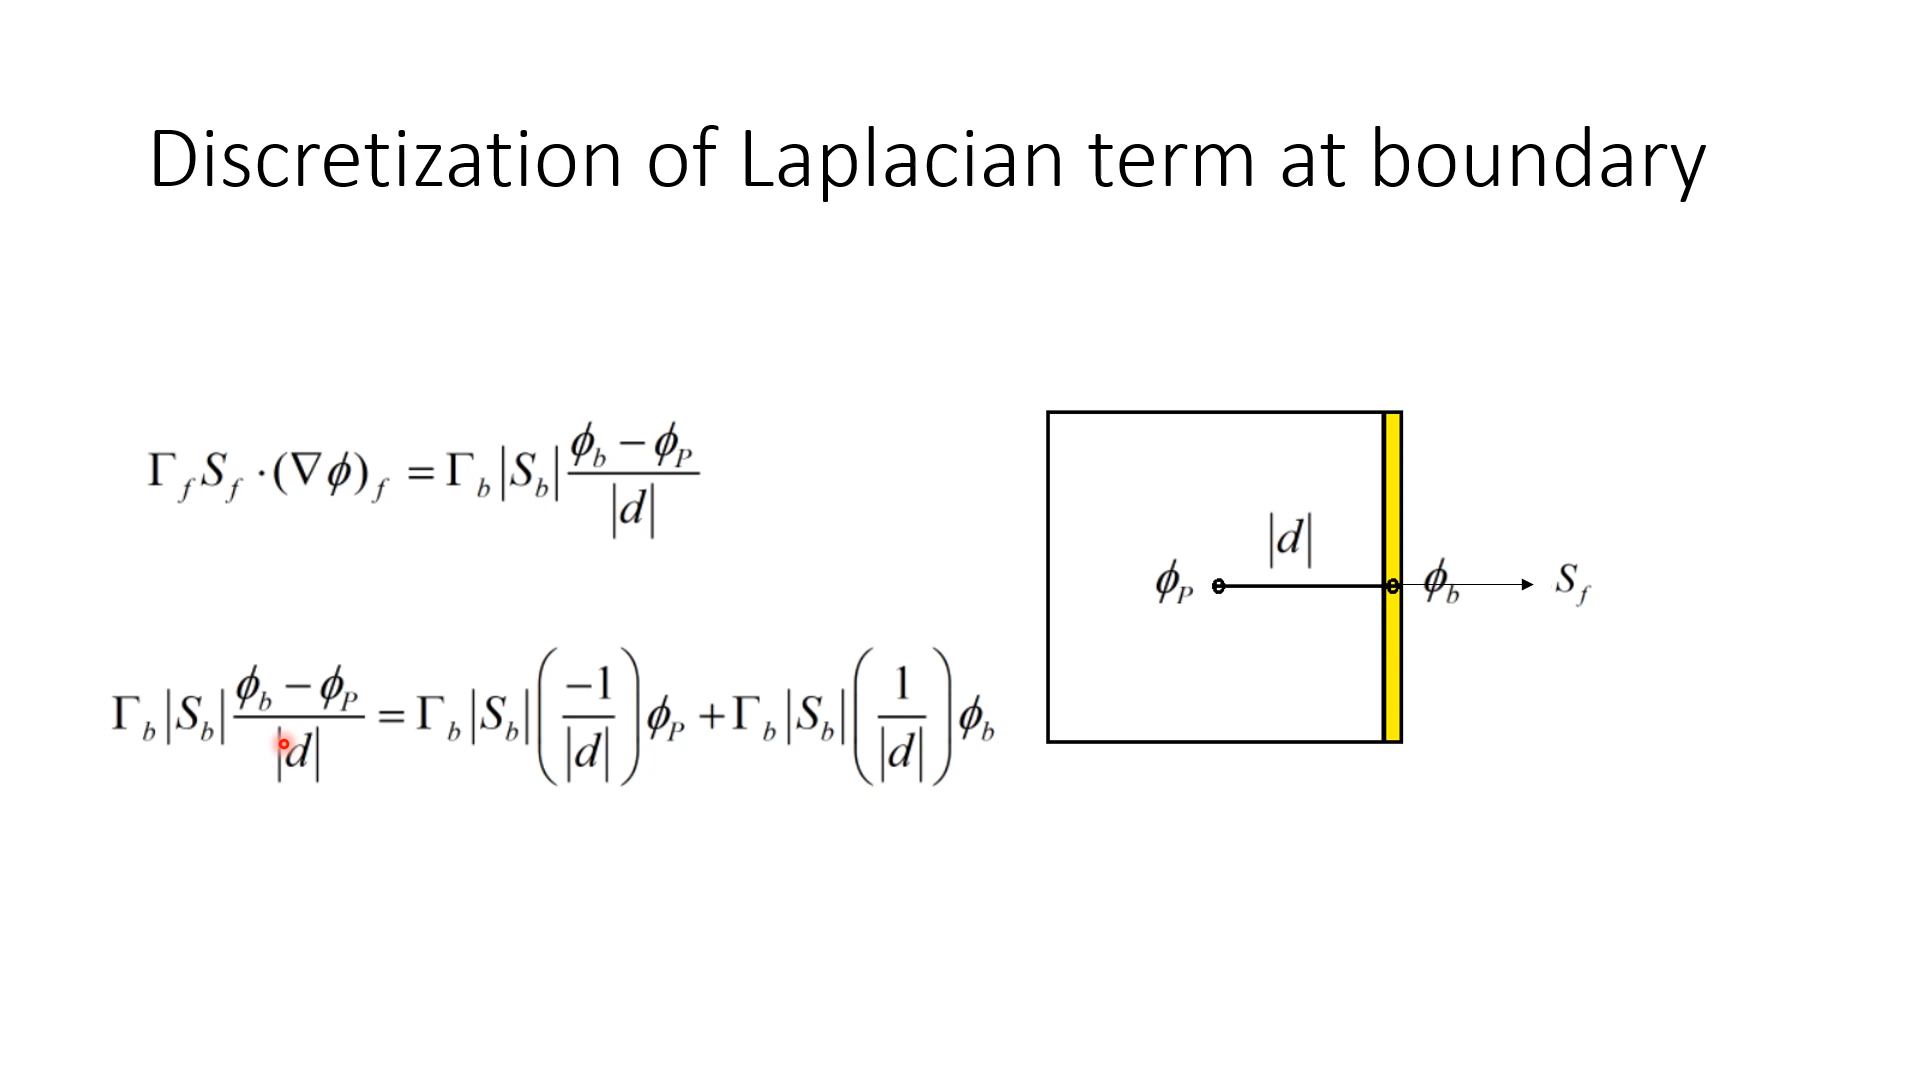 Discretization of Laplacian term at boundary
Γ_f S_f · (∇ϕ)_f = Γ_b |S_b| (ϕ_b − ϕ_P) / |d|
Γ_b |S_b| (ϕ_b − ϕ_P) / |d| = Γ_b |S_b| (−1 / |d|) ϕ_P + Γ_b |S_b| (1 / |d|) ϕ_b
|d|
ϕ_P ϕ_b S_f